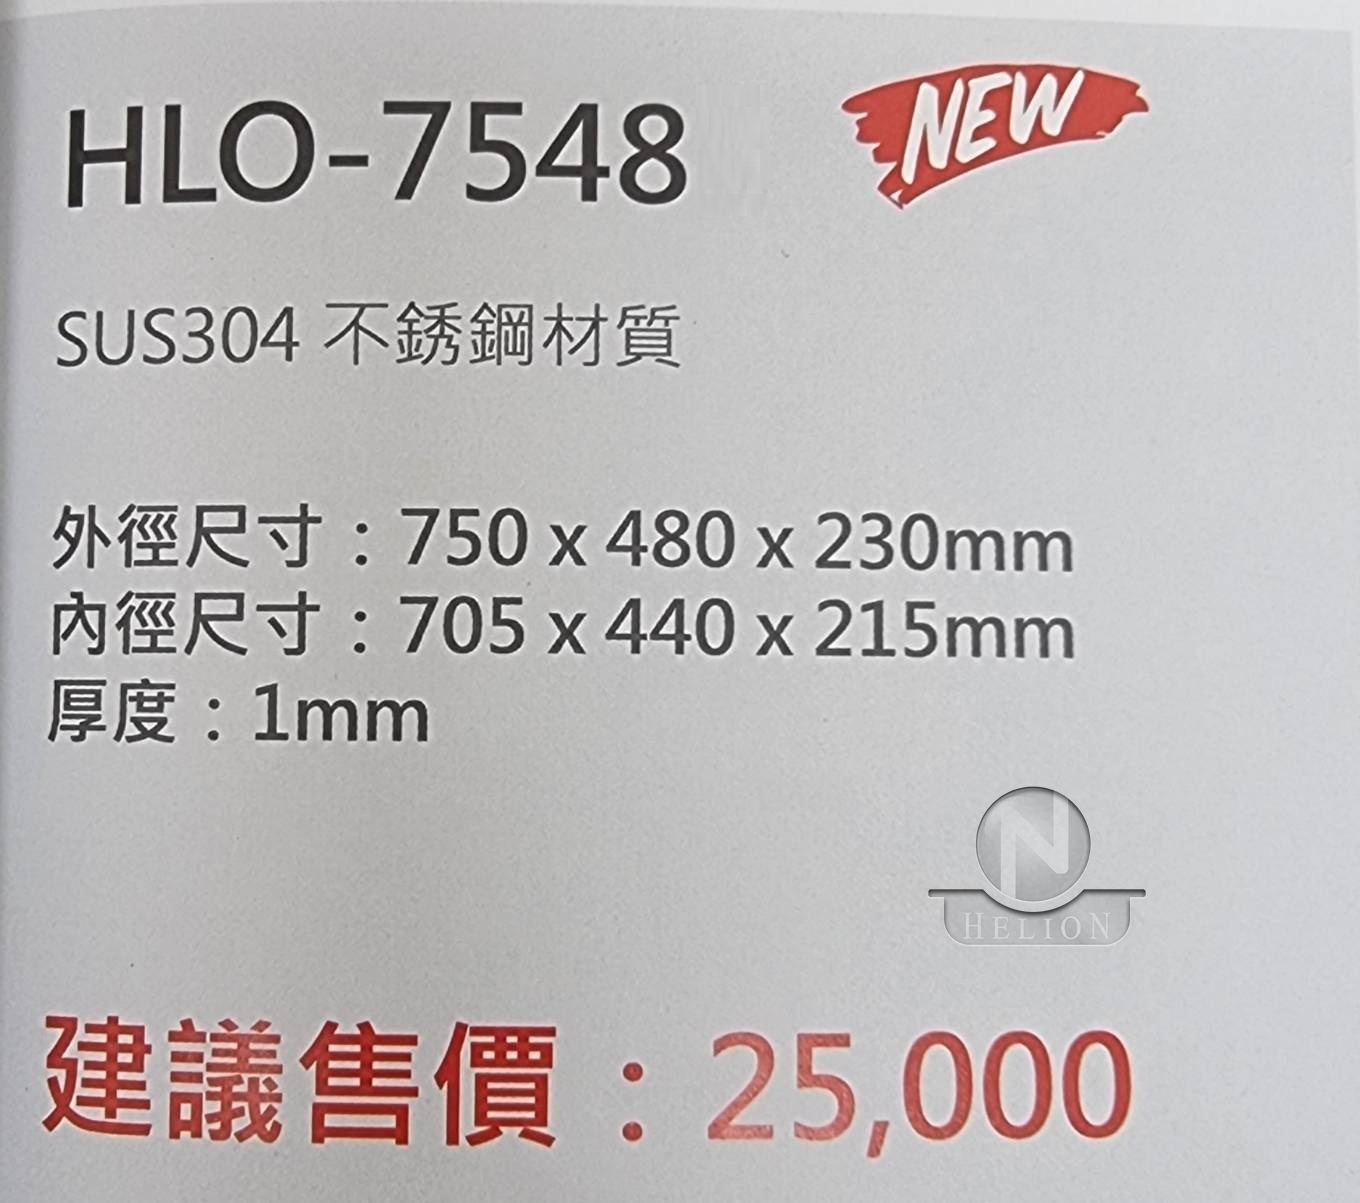 HLO-7548
NEW
SUS304 不銹鋼材質
外徑尺寸：750 x 480 x 230mm
內徑尺寸：705 x 440 x 215mm
厚度：1mm
N
HELION
建議售價：25,000